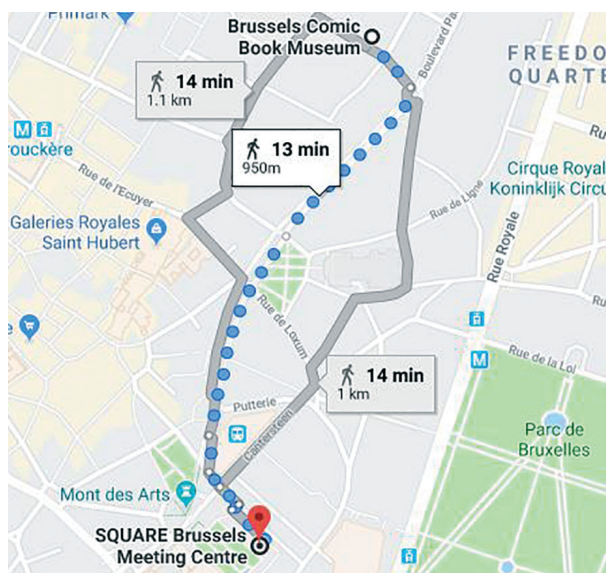 Primark
Brussels Comic
Book Museum
Boulevard Pa
FREEDO
QUARTE
14 min
1.1 km
M
rouckère
13 min
950m
Rue de l'Ecuyer
Cirque Royal
Koninklijk Circu
Rue de Ligne
Galeries Royales
Saint Hubert
Rue Royale
Rue de Loxum
M
Rue de la Loi
14 min
1 km
Putterie
Cantersteen
Parc de
Bruxelles
Mont des Arts
SQUARE Brussels
Meeting Centre